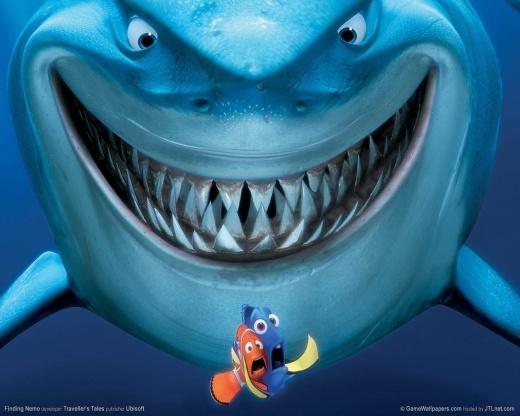 Finding Nemo developer: Traveller's Tales publisher Ubisoft
© GameWallpapers.com hosted by JTLnet.com